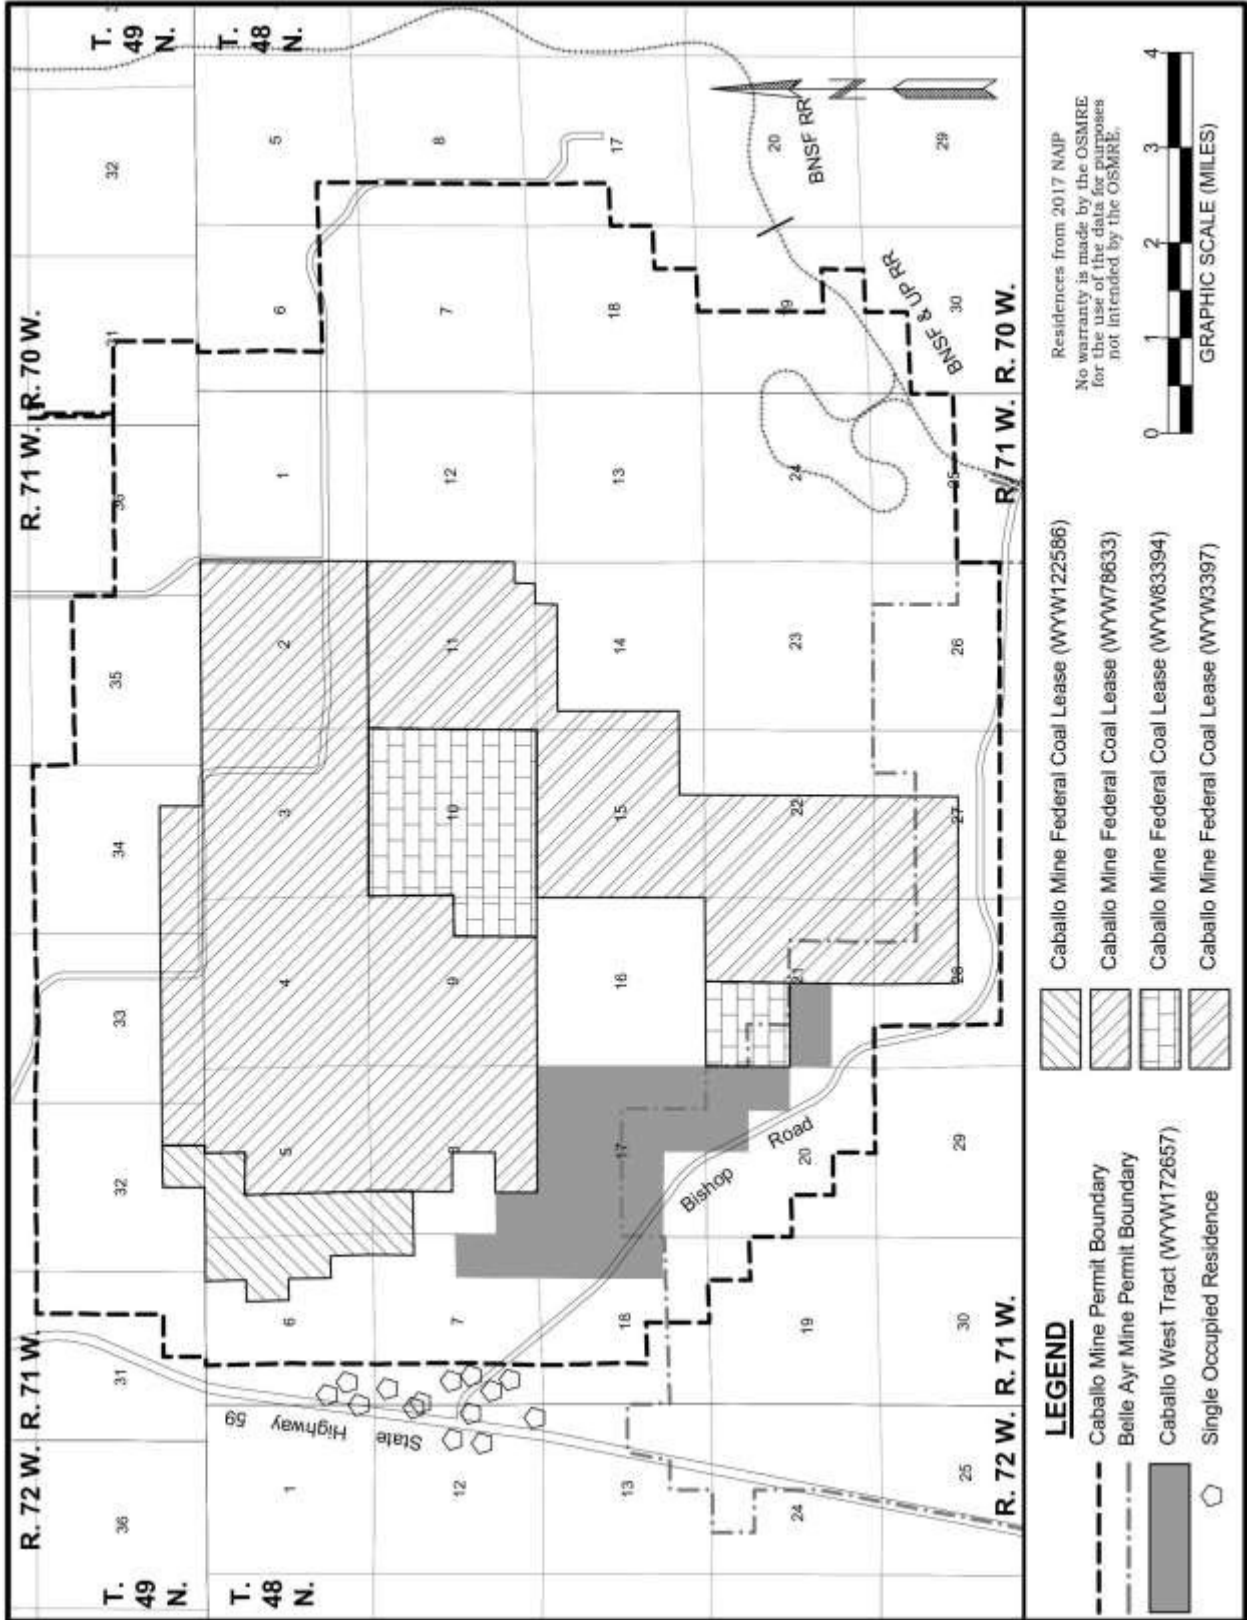 R. 72 W.
R. 71 W.
R. 71 W.
R. 70 W.
T.
49
N.
36
31
32
33
34
35
36
31
32
T.
49
N.
T.
48
N.
1
6
5
4
3
2
1
6
5
T.
48
N.
State
Highway
59
12
7
8
9
10
11
12
7
8
13
18
17
16
15
14
13
18
17
Bishop
Road
24
19
20
21
22
23
24
19
20
BNSF RR
BNSF & UP RR
25
30
29
28
27
26
25
30
29
R. 72 W.
R. 71 W.
R. 71 W.
R. 70 W.
N
LEGEND
Caballo Mine Permit Boundary
Belle Ayr Mine Permit Boundary
Caballo West Tract (WYW172657)
Single Occupied Residence
Caballo Mine Federal Coal Lease (WYW122586)
Caballo Mine Federal Coal Lease (WYW78633)
Caballo Mine Federal Coal Lease (WYW83394)
Caballo Mine Federal Coal Lease (WYW3397)
Residences from 2017 NAIP
No warranty is made by the OSMRE
for the use of the data for purposes
not intended by the OSMRE.
0 1 2 3 4
GRAPHIC SCALE (MILES)